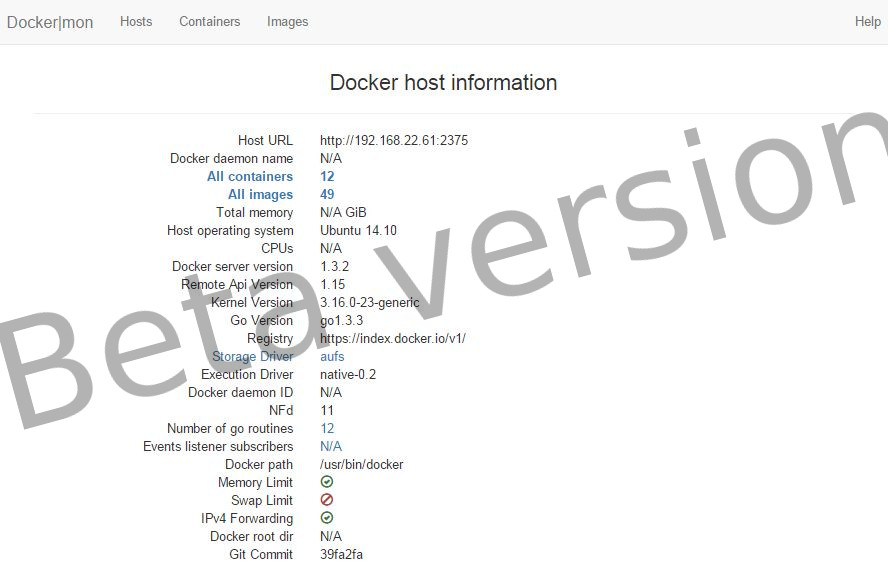 Docker|mon Hosts Containers Images Help
Docker host information
Host URL http://192.168.22.61:2375
Docker daemon name N/A
All containers 12
All images 49
Total memory N/A GiB
Host operating system Ubuntu 14.10
CPUs N/A
Docker server version 1.3.2
Remote Api Version 1.15
Kernel Version 3.16.0-23-generic
Go Version go1.3.3
Registry https://index.docker.io/v1/
Storage Driver aufs
Execution Driver native-0.2
Docker daemon ID N/A
NFd 11
Number of go routines 12
Events listener subscribers N/A
Docker path /usr/bin/docker
Memory Limit
Swap Limit
IPv4 Forwarding
Docker root dir N/A
Git Commit 39fa2fa
Beta version